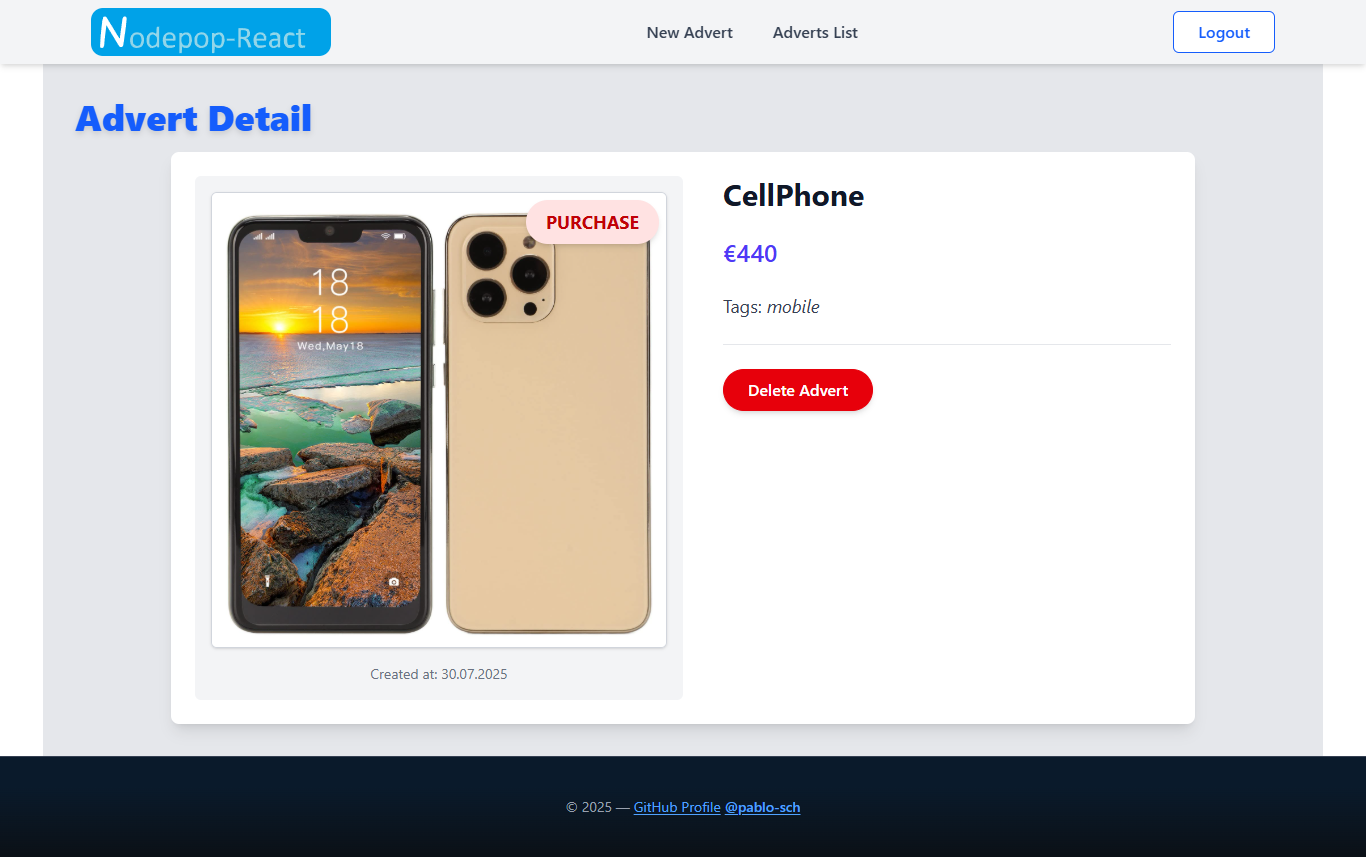 Nodepop-React
New Advert
Adverts List
Logout
Advert Detail
PURCHASE
18
18
Wed,May18
Created at: 30.07.2025
CellPhone
€440
Tags: mobile
Delete Advert
© 2025 — GitHub Profile @pablo-sch